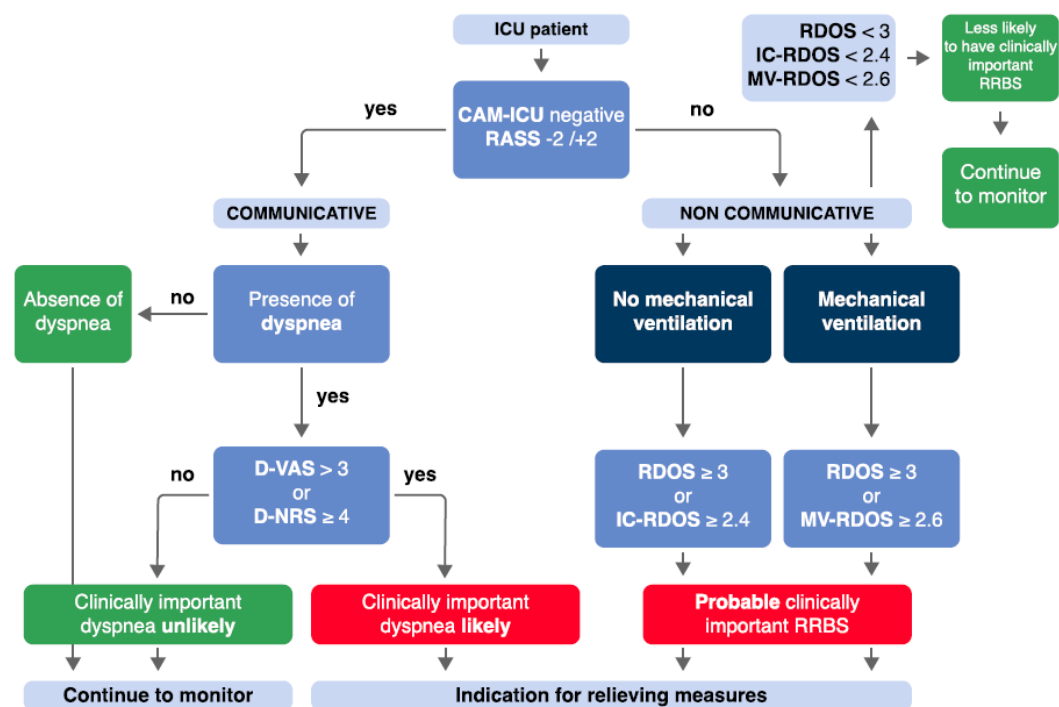 ICU patient
RDOS < 3
IC-RDOS < 2.4
MV-RDOS < 2.6
Less likely
to have clinically
important
RRBS
yes
CAM-ICU negative
RASS -2 /+2
no
Continue
to monitor
COMMUNICATIVE
NON COMMUNICATIVE
Absence of
dyspnea
no
Presence of
dyspnea
No mechanical
ventilation
Mechanical
ventilation
yes
no
D-VAS > 3
or
D-NRS ≥ 4
yes
RDOS ≥ 3
or
IC-RDOS ≥ 2.4
RDOS ≥ 3
or
MV-RDOS ≥ 2.6
Clinically important
dyspnea unlikely
Clinically important
dyspnea likely
Probable clinically
important RRBS
Continue to monitor
Indication for relieving measures